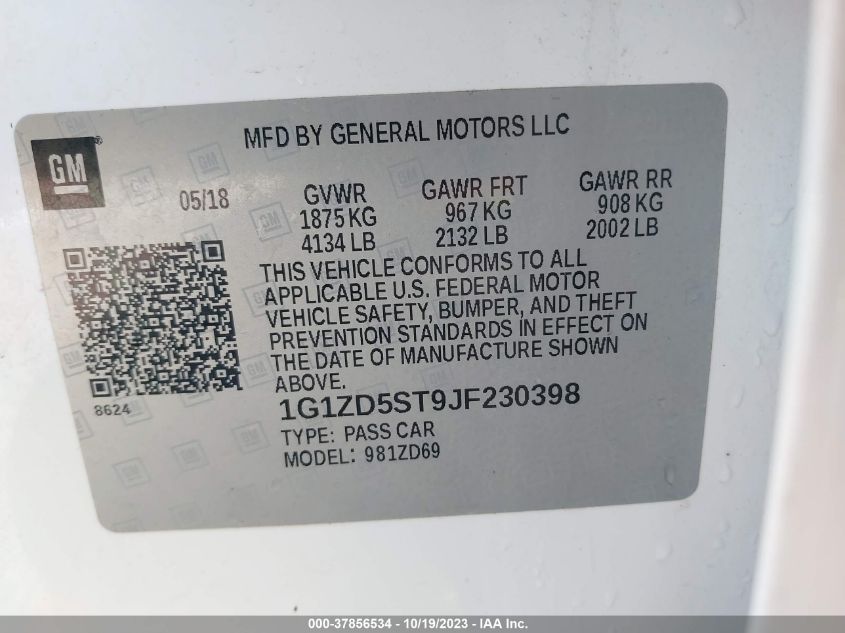 MFD BY GENERAL MOTORS LLC
GM
®
05/18
GVWR GAWR FRT GAWR RR
1875 KG 967 KG 908 KG
4134 LB 2132 LB 2002 LB
THIS VEHICLE CONFORMS TO ALL
APPLICABLE U.S. FEDERAL MOTOR
VEHICLE SAFETY, BUMPER, AND THEFT
PREVENTION STANDARDS IN EFFECT ON
THE DATE OF MANUFACTURE SHOWN
ABOVE.
8624
1G1ZD5ST9JF230398
TYPE: PASS CAR
MODEL: 981ZD69
000-37856534 - 10/19/2023 - IAA Inc.